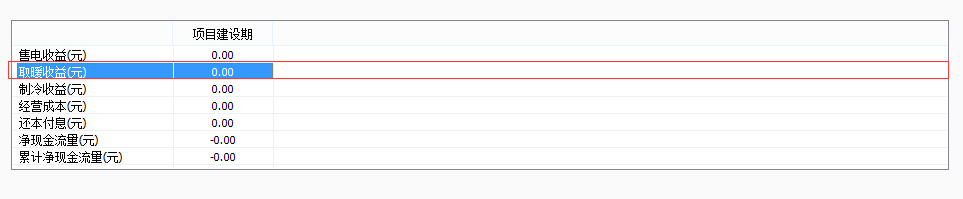 项目建设期
售电收益(元) 0.00
取暖收益(元) 0.00
制冷收益(元) 0.00
经营成本(元) 0.00
还本付息(元) 0.00
净现金流量(元) -0.00
累计净现金流量(元) -0.00